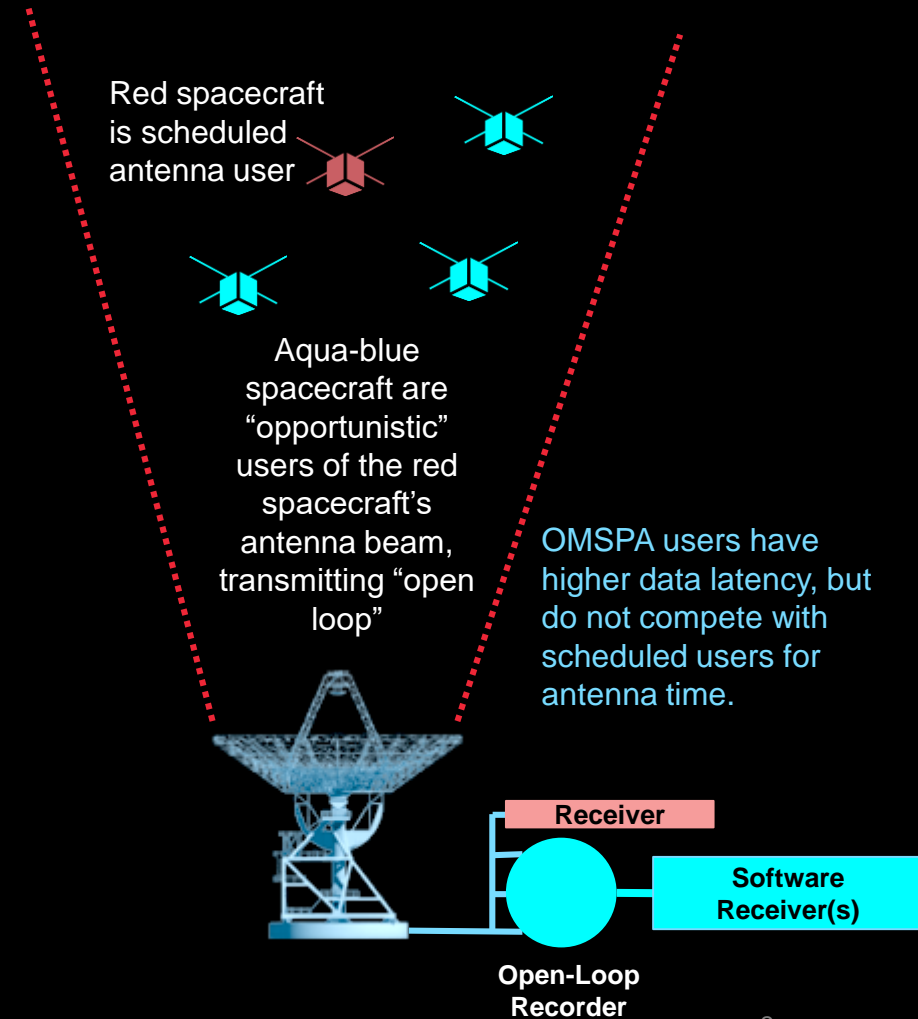 Red spacecraft
is scheduled
antenna user
Aqua-blue
spacecraft are
“opportunistic”
users of the red
spacecraft’s
antenna beam,
transmitting “open
loop”
OMSPA users have
higher data latency, but
do not compete with
scheduled users for
antenna time.
Receiver
Software
Receiver(s)
Open-Loop
Recorder